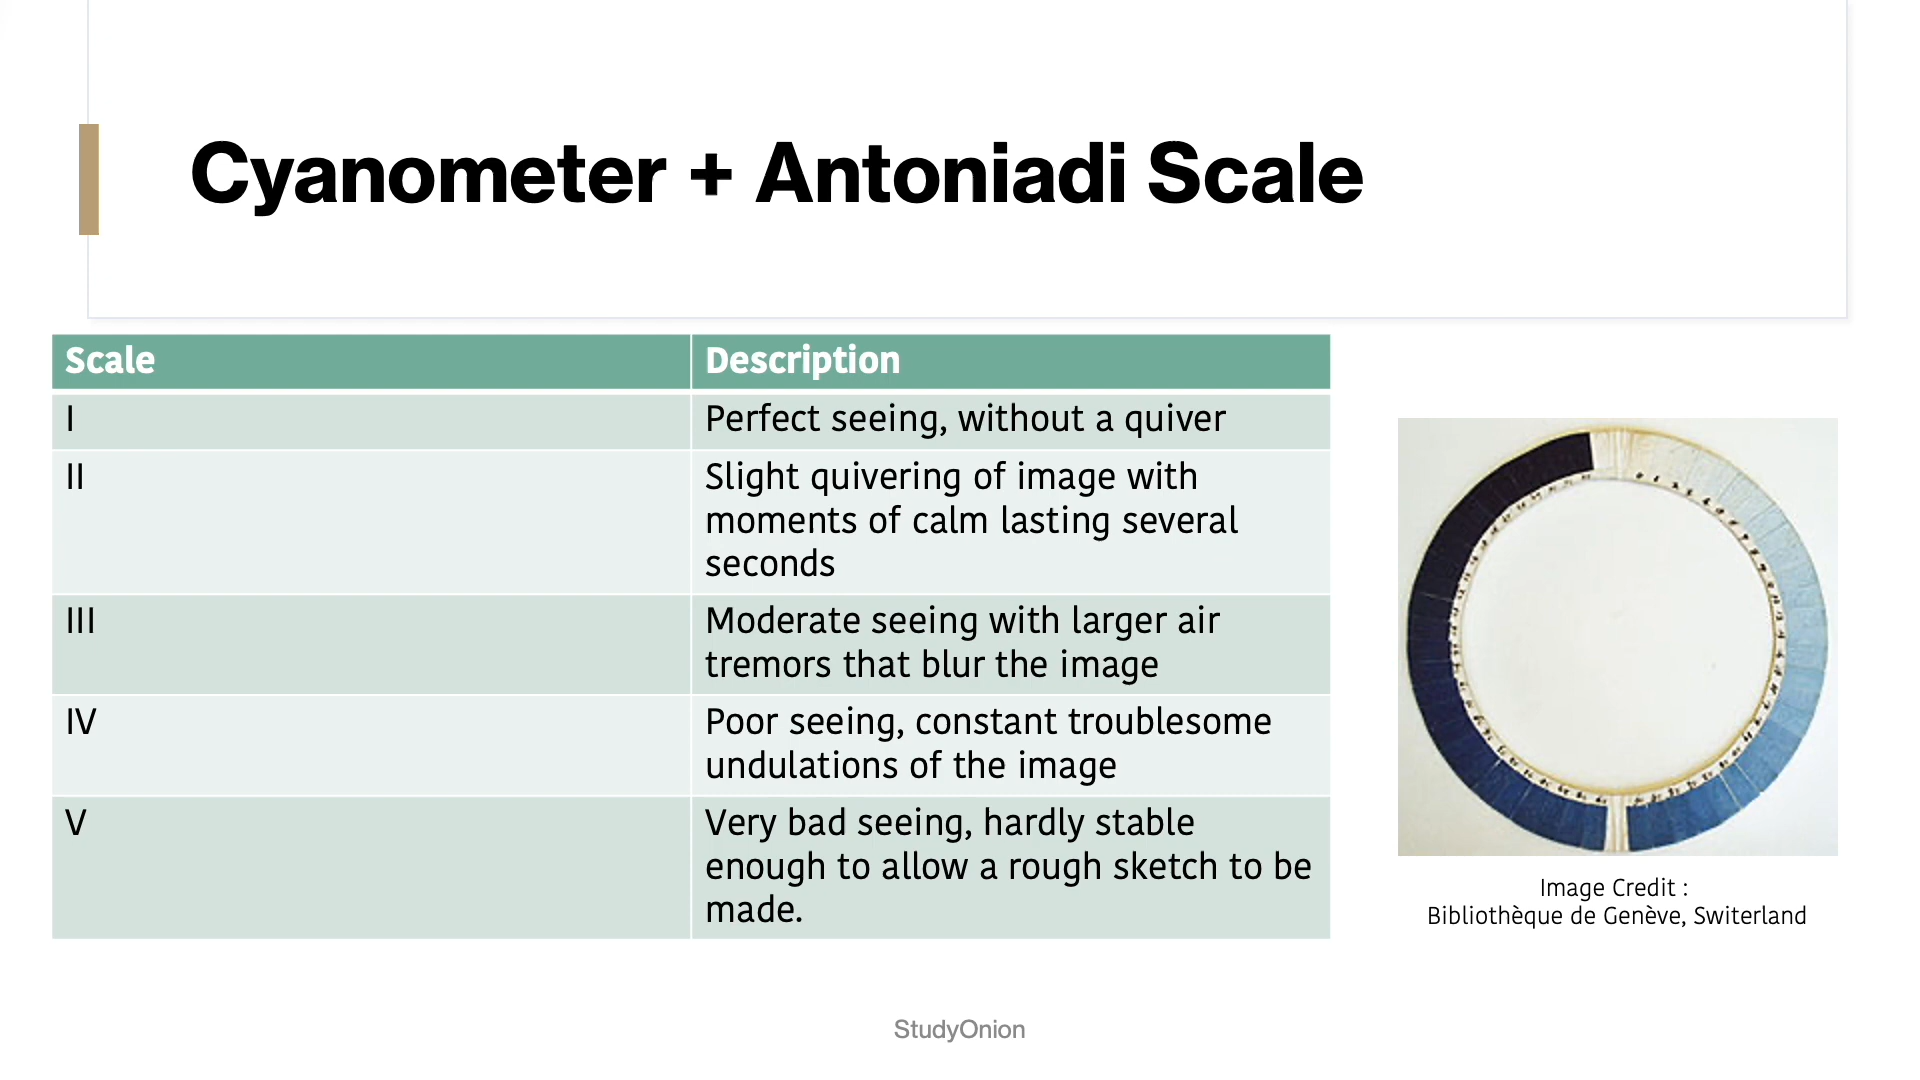 Cyanometer + Antoniadi Scale
Scale
Description
I
Perfect seeing, without a quiver
II
Slight quivering of image with
moments of calm lasting several
seconds
III
Moderate seeing with larger air
tremors that blur the image
IV
Poor seeing, constant troublesome
undulations of the image
V
Very bad seeing, hardly stable
enough to allow a rough sketch to be
made.
Image Credit :
Bibliothèque de Genève, Switerland
StudyOnion